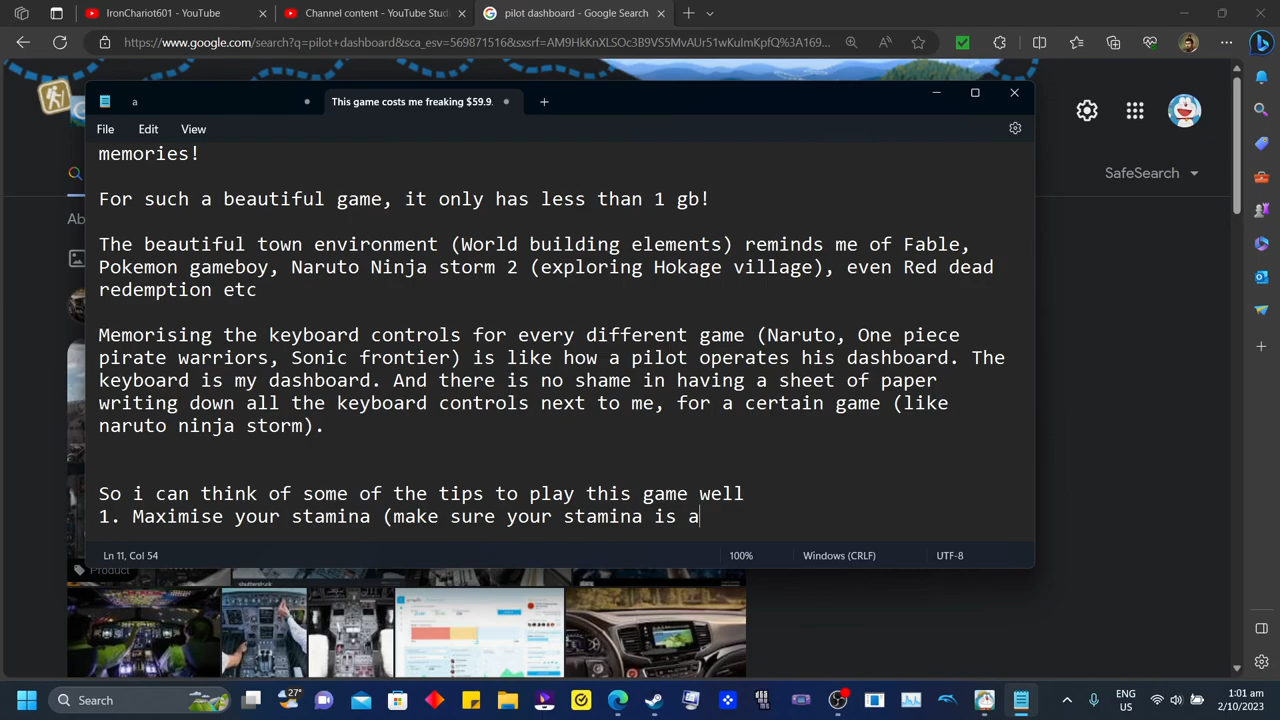 IronChariot601 - YouTube
Channel content - YouTube Stud
pilot dashboard - Google Search
https://www.google.com/search?q=pilot+dashboard&sca_esv=569871516&sxsrf=AM9HkKnXLSOc3B9VS5MvAUr51wKuImKpfQ%3A169...
a
This game costs me freaking $59.9.
File Edit View
memories!
For such a beautiful game, it only has less than 1 gb!
The beautiful town environment (World building elements) reminds me of Fable,
Pokemon gameboy, Naruto Ninja storm 2 (exploring Hokage village), even Red dead
redemption etc
Memorising the keyboard controls for every different game (Naruto, One piece
pirate warriors, Sonic frontier) is like how a pilot operates his dashboard. The
keyboard is my dashboard. And there is no shame in having a sheet of paper
writing down all the keyboard controls next to me, for a certain game (like
naruto ninja storm).
So i can think of some of the tips to play this game well
1. Maximise your stamina (make sure your stamina is a
Ln 11, Col 54
100%
Windows (CRLF)
UTF-8
SafeSearch
Ab
Product
shutterstock
Search
27°
ENG
US
1:01 am
2/10/2023